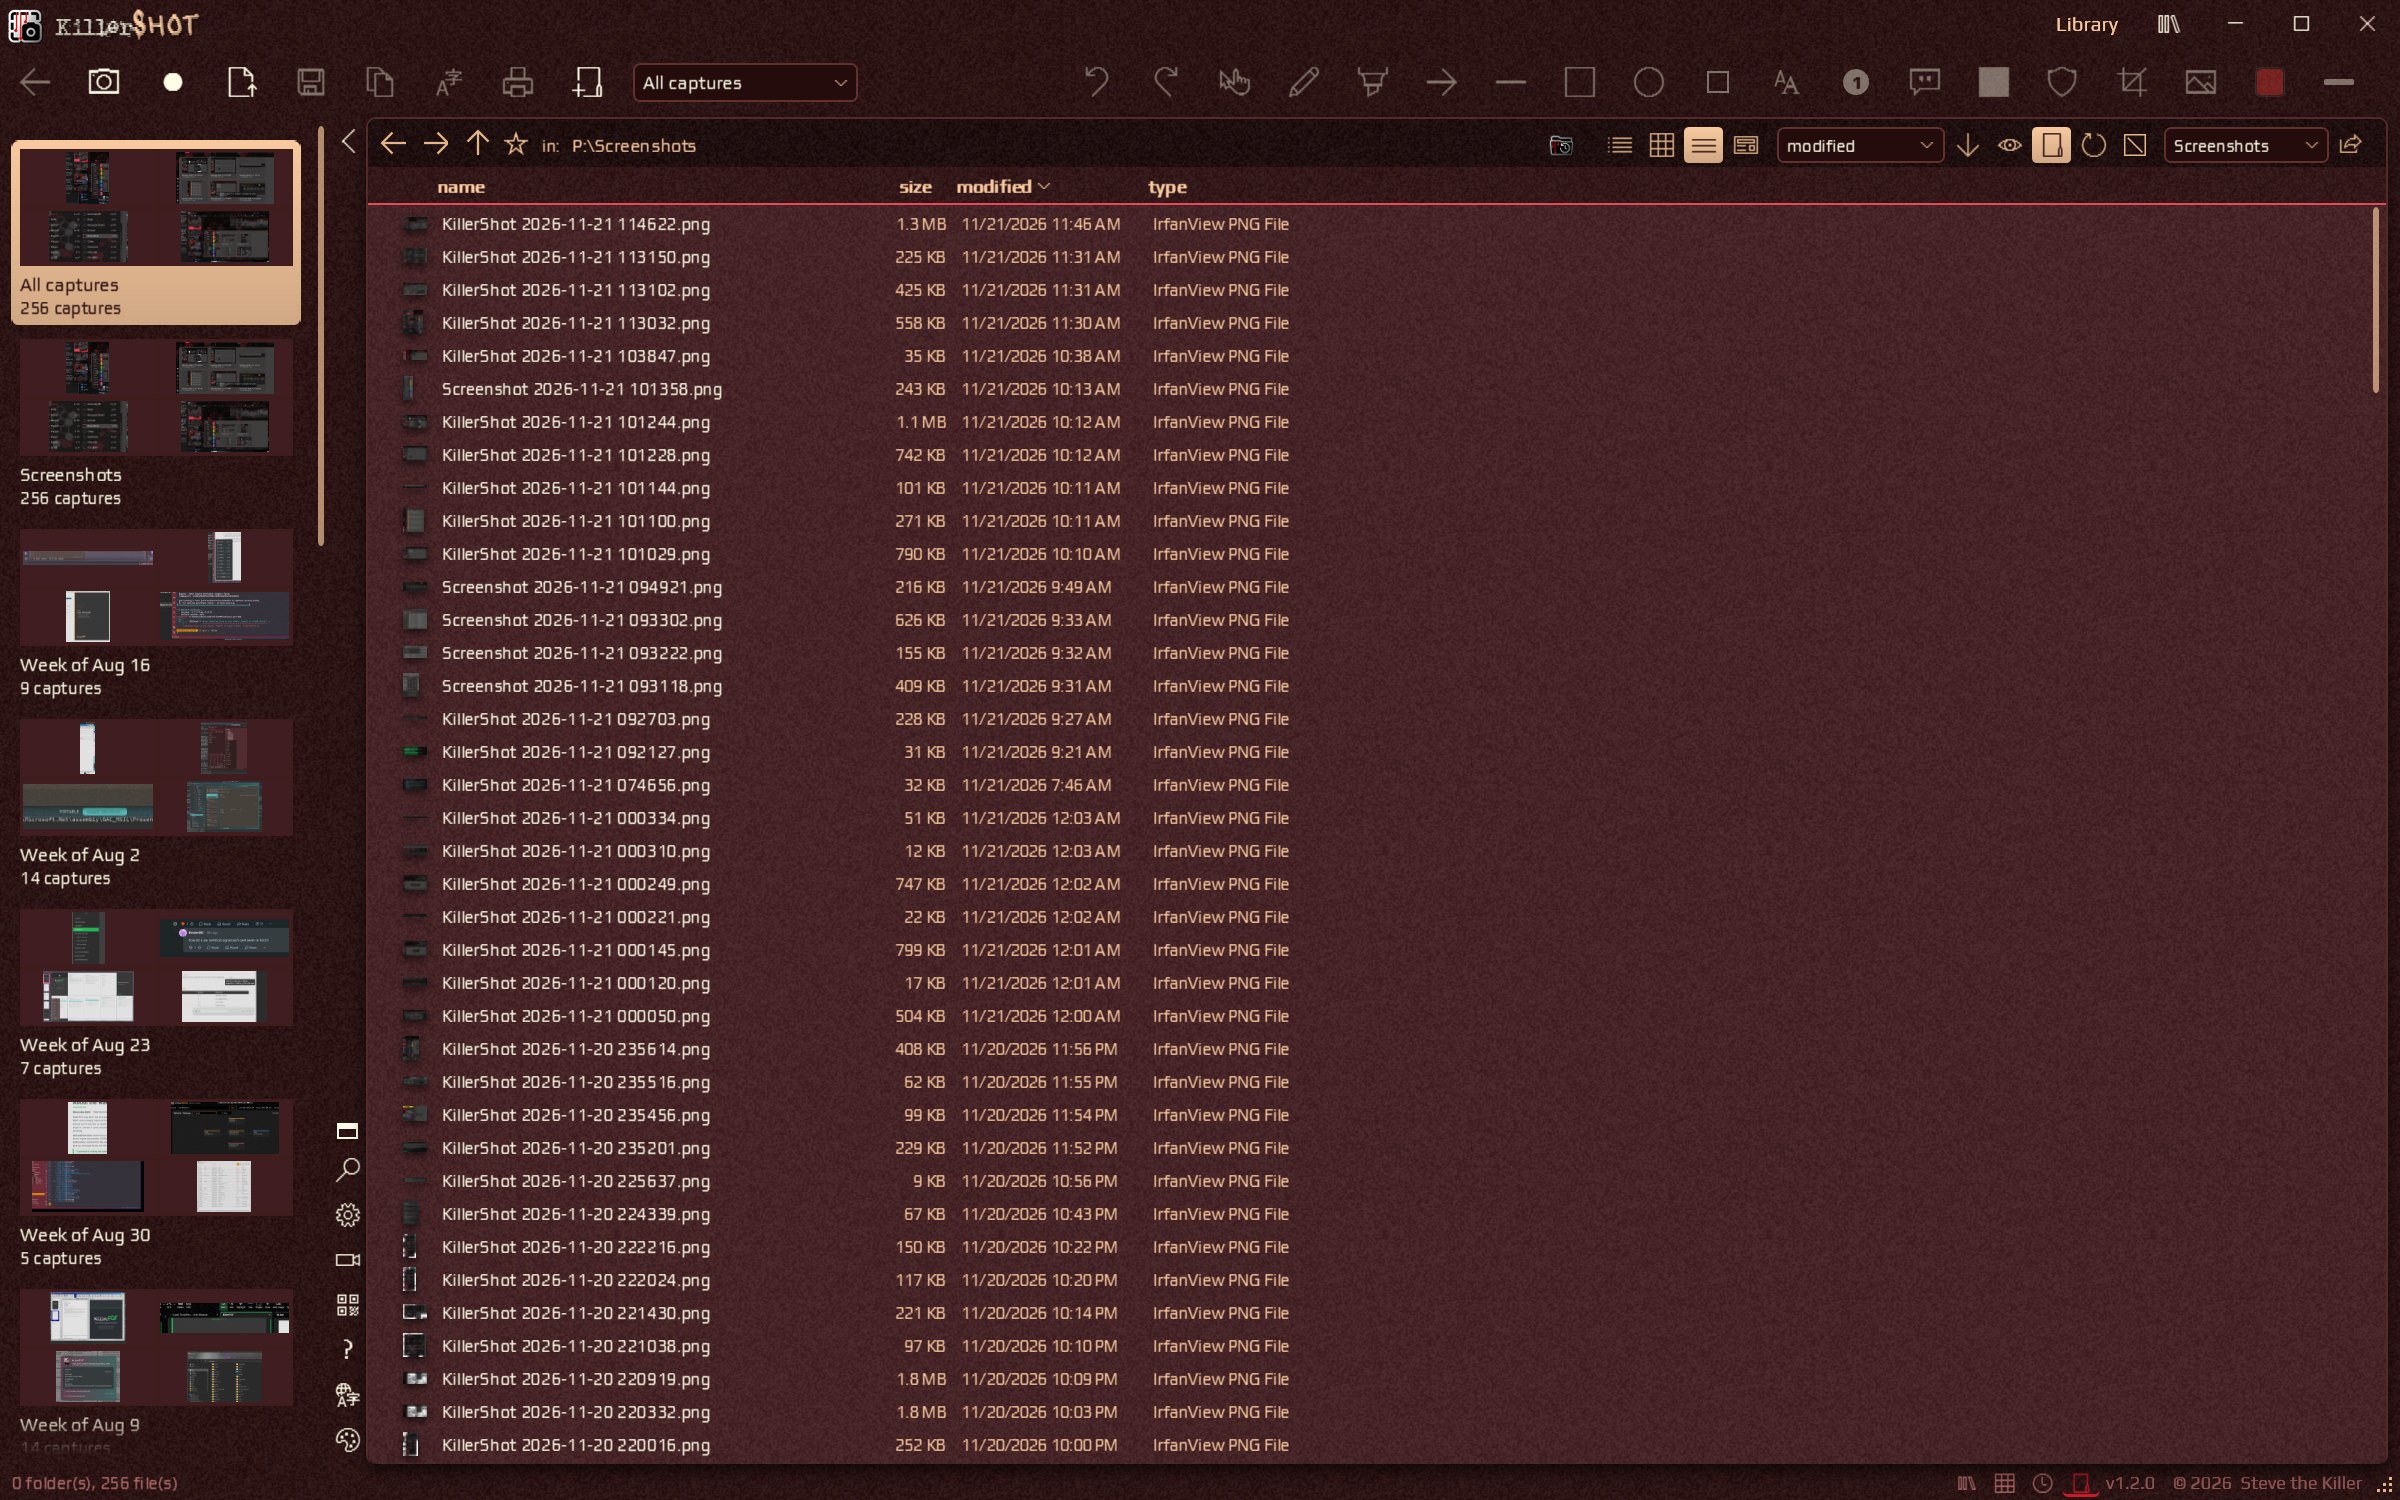 KillerSHOT
Library
All captures
in: P:\Screenshots
modified
Screenshots
name size modified type
KillerShot 2026-11-21 114622.png 1.3 MB 11/21/2026 11:46 AM IrfanView PNG File
KillerShot 2026-11-21 113150.png 225 KB 11/21/2026 11:31 AM IrfanView PNG File
KillerShot 2026-11-21 113102.png 425 KB 11/21/2026 11:31 AM IrfanView PNG File
KillerShot 2026-11-21 113032.png 558 KB 11/21/2026 11:30 AM IrfanView PNG File
KillerShot 2026-11-21 103847.png 35 KB 11/21/2026 10:38 AM IrfanView PNG File
Screenshot 2026-11-21 101358.png 243 KB 11/21/2026 10:13 AM IrfanView PNG File
KillerShot 2026-11-21 101244.png 1.1 MB 11/21/2026 10:12 AM IrfanView PNG File
KillerShot 2026-11-21 101228.png 742 KB 11/21/2026 10:12 AM IrfanView PNG File
KillerShot 2026-11-21 101144.png 101 KB 11/21/2026 10:11 AM IrfanView PNG File
KillerShot 2026-11-21 101100.png 271 KB 11/21/2026 10:11 AM IrfanView PNG File
KillerShot 2026-11-21 101029.png 790 KB 11/21/2026 10:10 AM IrfanView PNG File
Screenshot 2026-11-21 094921.png 216 KB 11/21/2026 9:49 AM IrfanView PNG File
Screenshot 2026-11-21 093302.png 626 KB 11/21/2026 9:33 AM IrfanView PNG File
Screenshot 2026-11-21 093222.png 155 KB 11/21/2026 9:32 AM IrfanView PNG File
Screenshot 2026-11-21 093118.png 409 KB 11/21/2026 9:31 AM IrfanView PNG File
KillerShot 2026-11-21 092703.png 228 KB 11/21/2026 9:27 AM IrfanView PNG File
KillerShot 2026-11-21 092127.png 31 KB 11/21/2026 9:21 AM IrfanView PNG File
KillerShot 2026-11-21 074656.png 32 KB 11/21/2026 7:46 AM IrfanView PNG File
KillerShot 2026-11-21 000334.png 51 KB 11/21/2026 12:03 AM IrfanView PNG File
KillerShot 2026-11-21 000310.png 12 KB 11/21/2026 12:03 AM IrfanView PNG File
KillerShot 2026-11-21 000249.png 747 KB 11/21/2026 12:02 AM IrfanView PNG File
KillerShot 2026-11-21 000221.png 22 KB 11/21/2026 12:02 AM IrfanView PNG File
KillerShot 2026-11-21 000145.png 799 KB 11/21/2026 12:01 AM IrfanView PNG File
KillerShot 2026-11-21 000120.png 17 KB 11/21/2026 12:01 AM IrfanView PNG File
KillerShot 2026-11-21 000050.png 504 KB 11/21/2026 12:00 AM IrfanView PNG File
KillerShot 2026-11-20 235614.png 408 KB 11/20/2026 11:56 PM IrfanView PNG File
KillerShot 2026-11-20 235516.png 62 KB 11/20/2026 11:55 PM IrfanView PNG File
KillerShot 2026-11-20 235456.png 99 KB 11/20/2026 11:54 PM IrfanView PNG File
KillerShot 2026-11-20 235201.png 229 KB 11/20/2026 11:52 PM IrfanView PNG File
KillerShot 2026-11-20 225637.png 9 KB 11/20/2026 10:56 PM IrfanView PNG File
KillerShot 2026-11-20 224339.png 67 KB 11/20/2026 10:43 PM IrfanView PNG File
KillerShot 2026-11-20 222216.png 150 KB 11/20/2026 10:22 PM IrfanView PNG File
KillerShot 2026-11-20 222024.png 117 KB 11/20/2026 10:20 PM IrfanView PNG File
KillerShot 2026-11-20 221430.png 221 KB 11/20/2026 10:14 PM IrfanView PNG File
KillerShot 2026-11-20 221038.png 97 KB 11/20/2026 10:10 PM IrfanView PNG File
KillerShot 2026-11-20 220919.png 1.8 MB 11/20/2026 10:09 PM IrfanView PNG File
KillerShot 2026-11-20 220332.png 1.8 MB 11/20/2026 10:03 PM IrfanView PNG File
KillerShot 2026-11-20 220016.png 252 KB 11/20/2026 10:00 PM IrfanView PNG File
All captures
256 captures
Screenshots
256 captures
Week of Aug 16
9 captures
Week of Aug 2
14 captures
Week of Aug 23
7 captures
Week of Aug 30
5 captures
Week of Aug 9
14 captures
0 folder(s), 256 file(s)
v1.2.0 © 2026 Steve the Killer